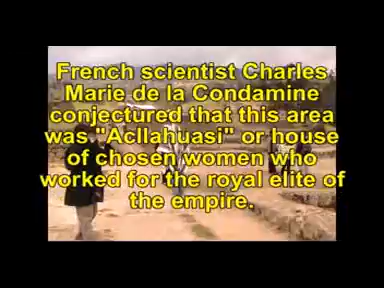 French scientist Charles
Marie de la Condamine
conjectured that this area
was "Acllahuasi" or house
of chosen women who
worked for the royal elite of
the empire.